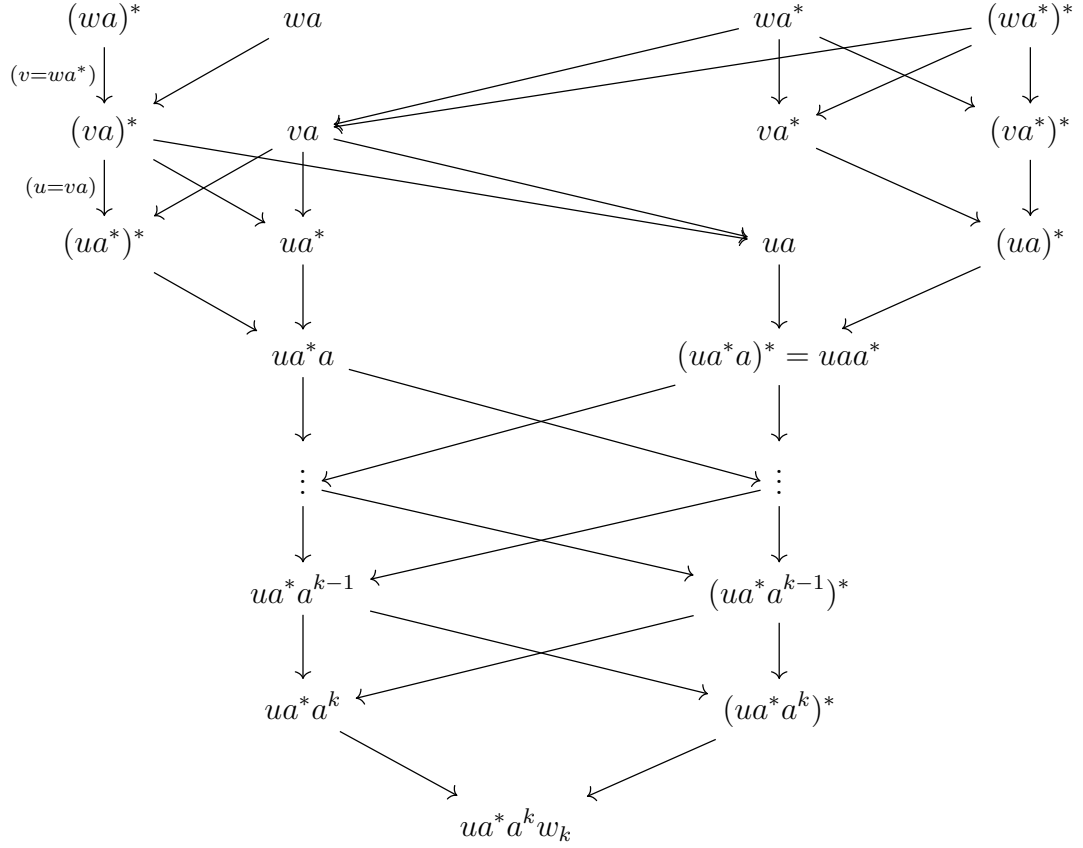 (wa)* wa wa* (wa*)*
(v=wa*)
(va)* va va* (va*)*
(u=va)
(ua*)* ua* ua (ua)*
ua*a (ua*a)* = uaa*
⋮ ⋮
ua*a^{k−1} (ua*a^{k−1})*
ua*a^k (ua*a^k)*
ua*a^k w_k